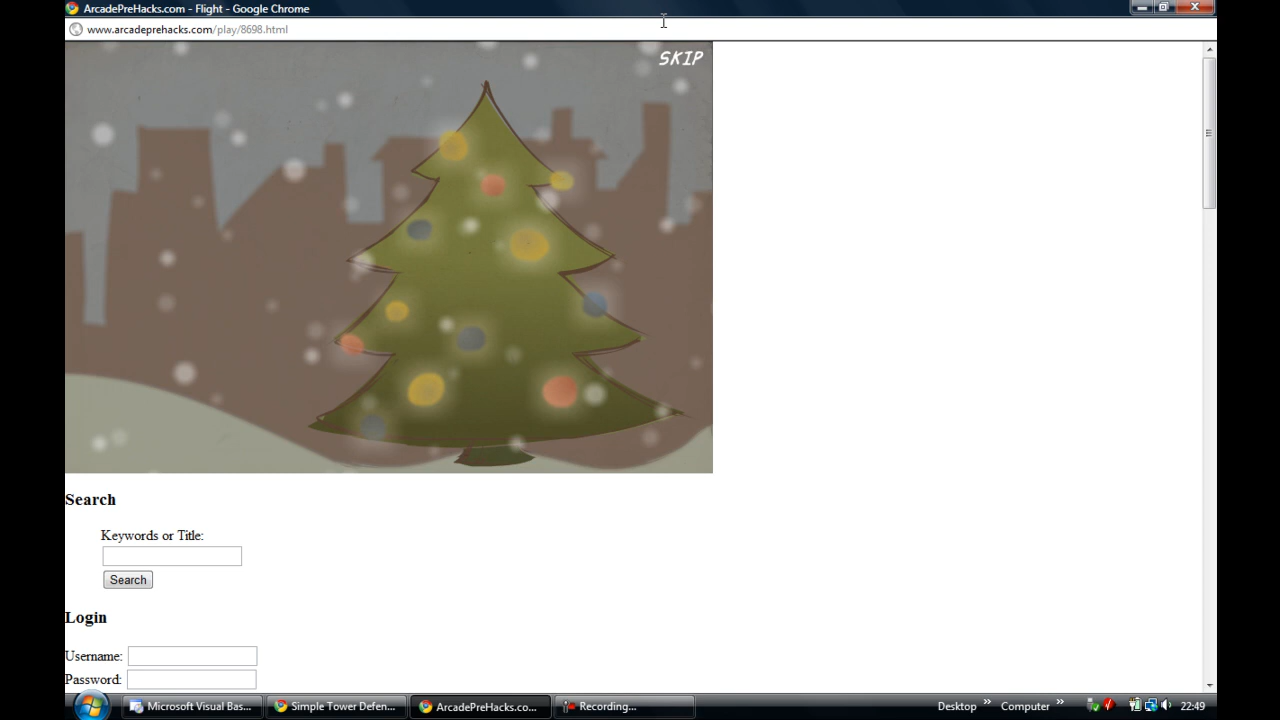 ArcadePreHacks.com - Flight - Google Chrome
www.arcadeprehacks.com/play/8698.html
SKIP
Search
Keywords or Title:
Search
Login
Username:
Password:
Microsoft Visual Bas...
Simple Tower Defen...
ArcadePreHacks.co...
Recording...
Desktop »
Computer »
22:49